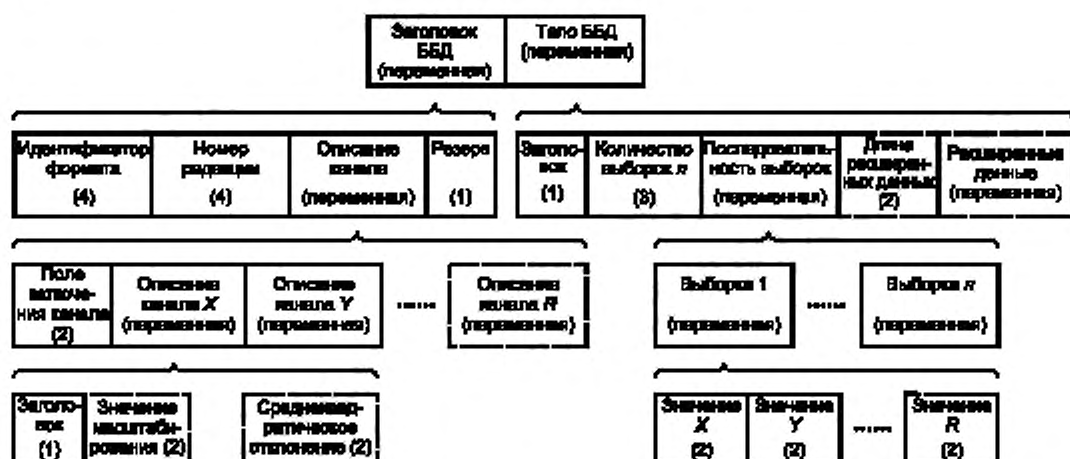 Заголовок ББД (переменная)
Тело ББД (переменная)
Идентификатор формата (4)
Номер редакции (4)
Описание канала (переменная)
Резерв (1)
Заголо-
вок (1)
Количество выборок n (3)
Последователь-
ность выборок (переменная)
Длина расширен-
ных данных (2)
Расширенные данные (переменная)
Поле включе-
ния канала (2)
Описание канала X (переменная)
Описание канала Y (переменная)
......
Описание канала R (переменная)
Выборка 1 (переменная)
......
Выборка n (переменная)
Заголо-
вок (1)
Значение масштаби-
рования (2)
Среднеквад-
ратическое отклонение (2)
Значение X (2)
Значение Y (2)
......
Значение R (2)